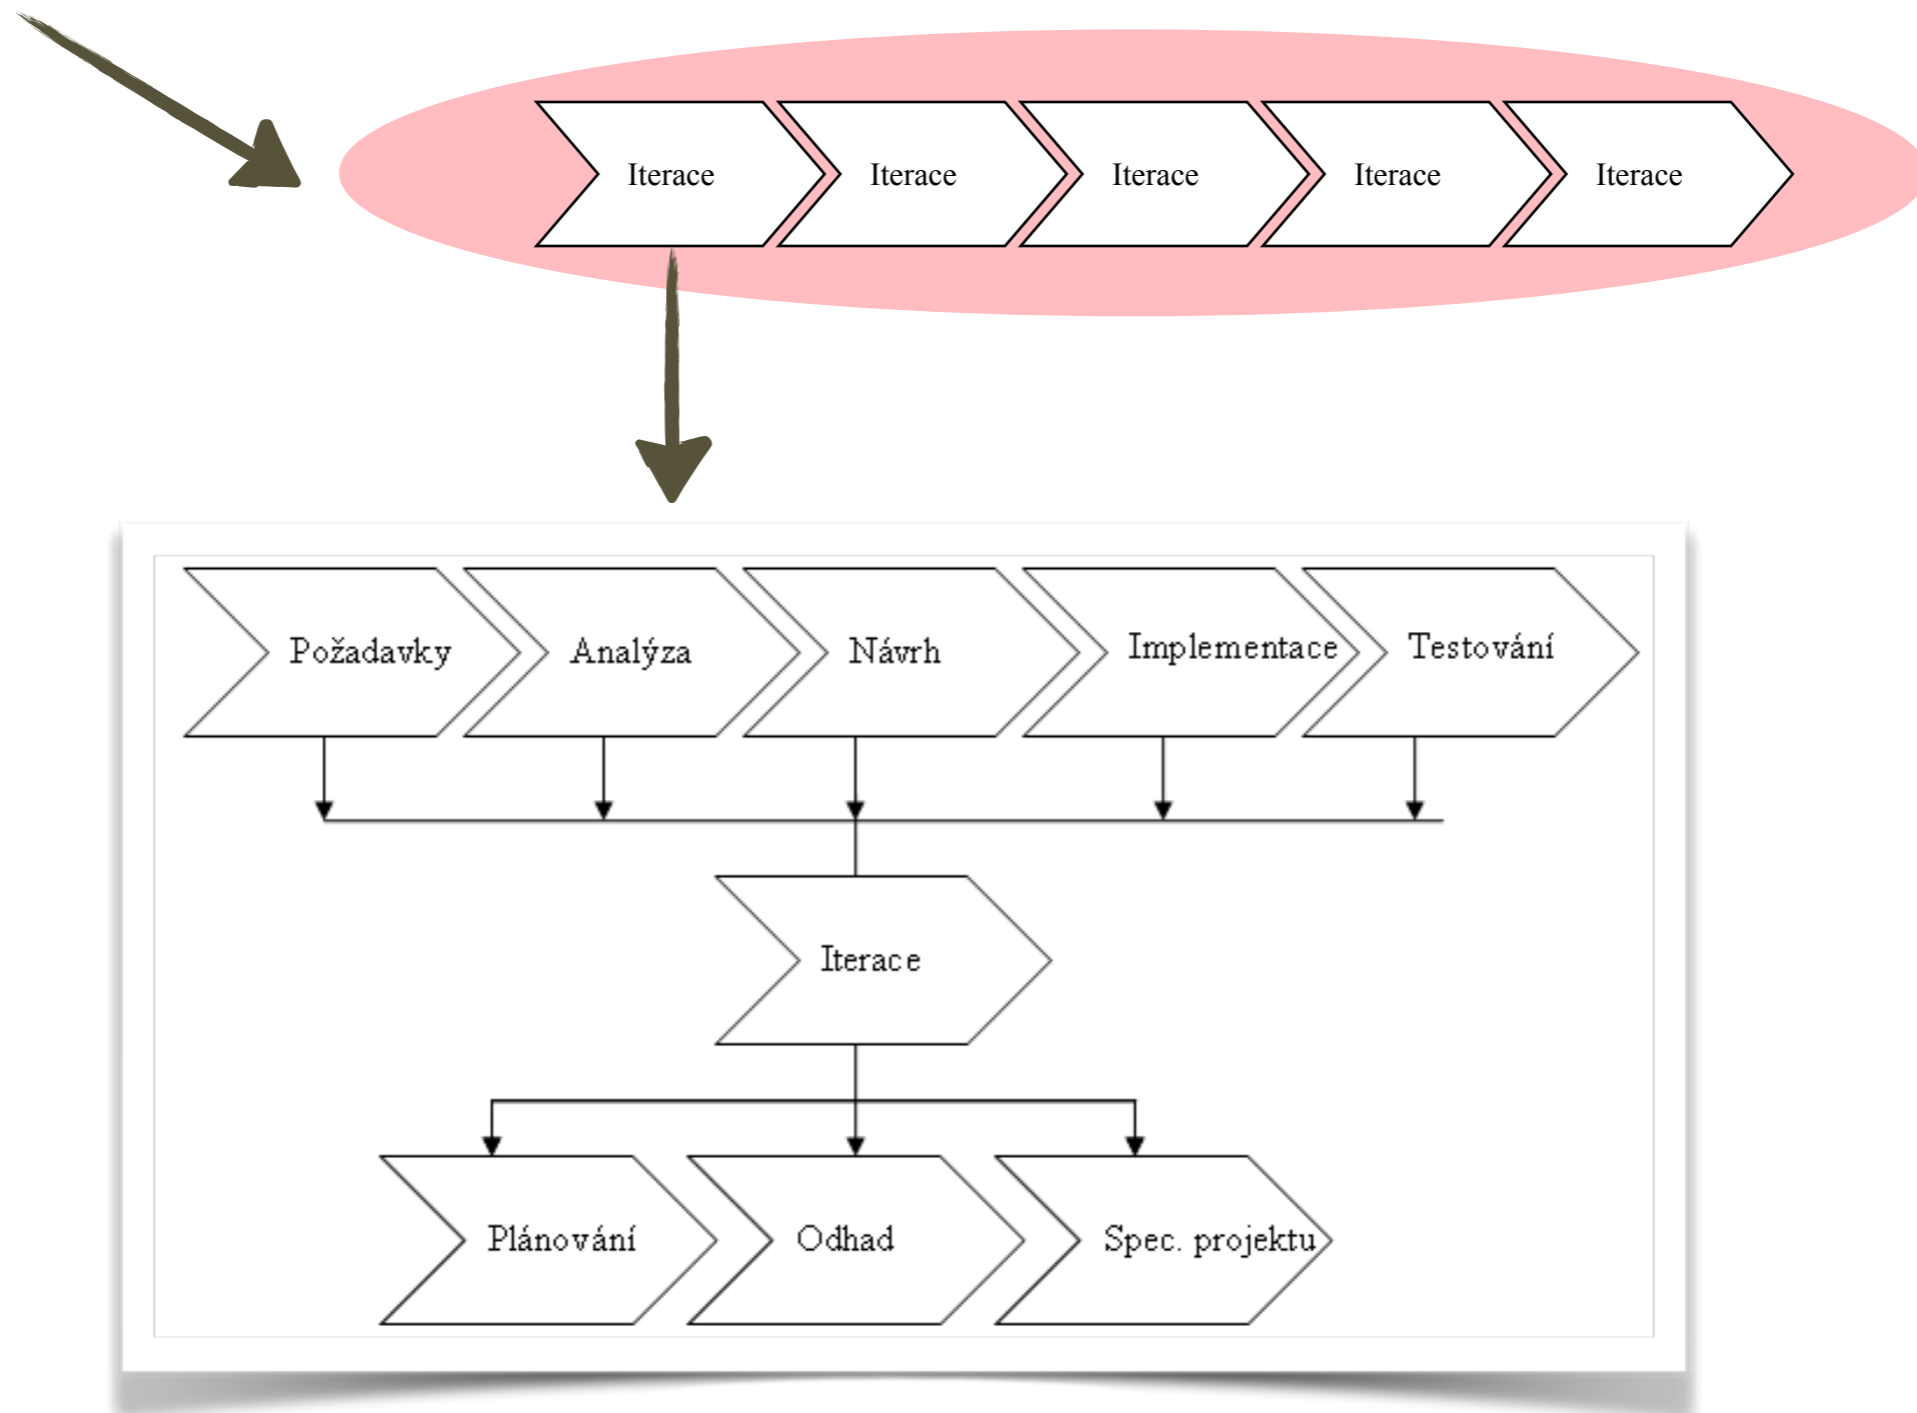 Iterace
Iterace
Iterace
Iterace
Iterace
Požadavky
Analýza
Návrh
Implementace
Testování
Iterace
Plánování
Odhad
Spec. projektu